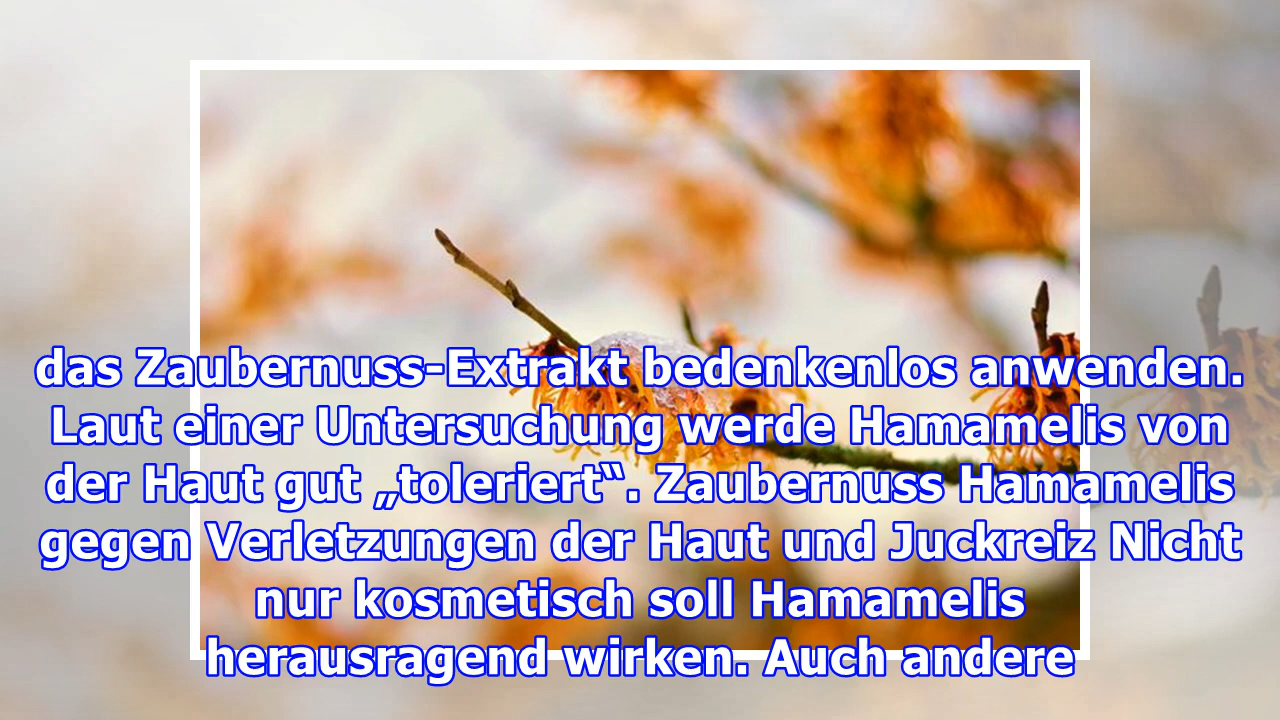 das Zaubernuss-Extrakt bedenkenlos anwenden.
Laut einer Untersuchung werde Hamamelis von
der Haut gut „toleriert“. Zaubernuss Hamamelis
gegen Verletzungen der Haut und Juckreiz Nicht
nur kosmetisch soll Hamamelis
herausragend wirken. Auch andere